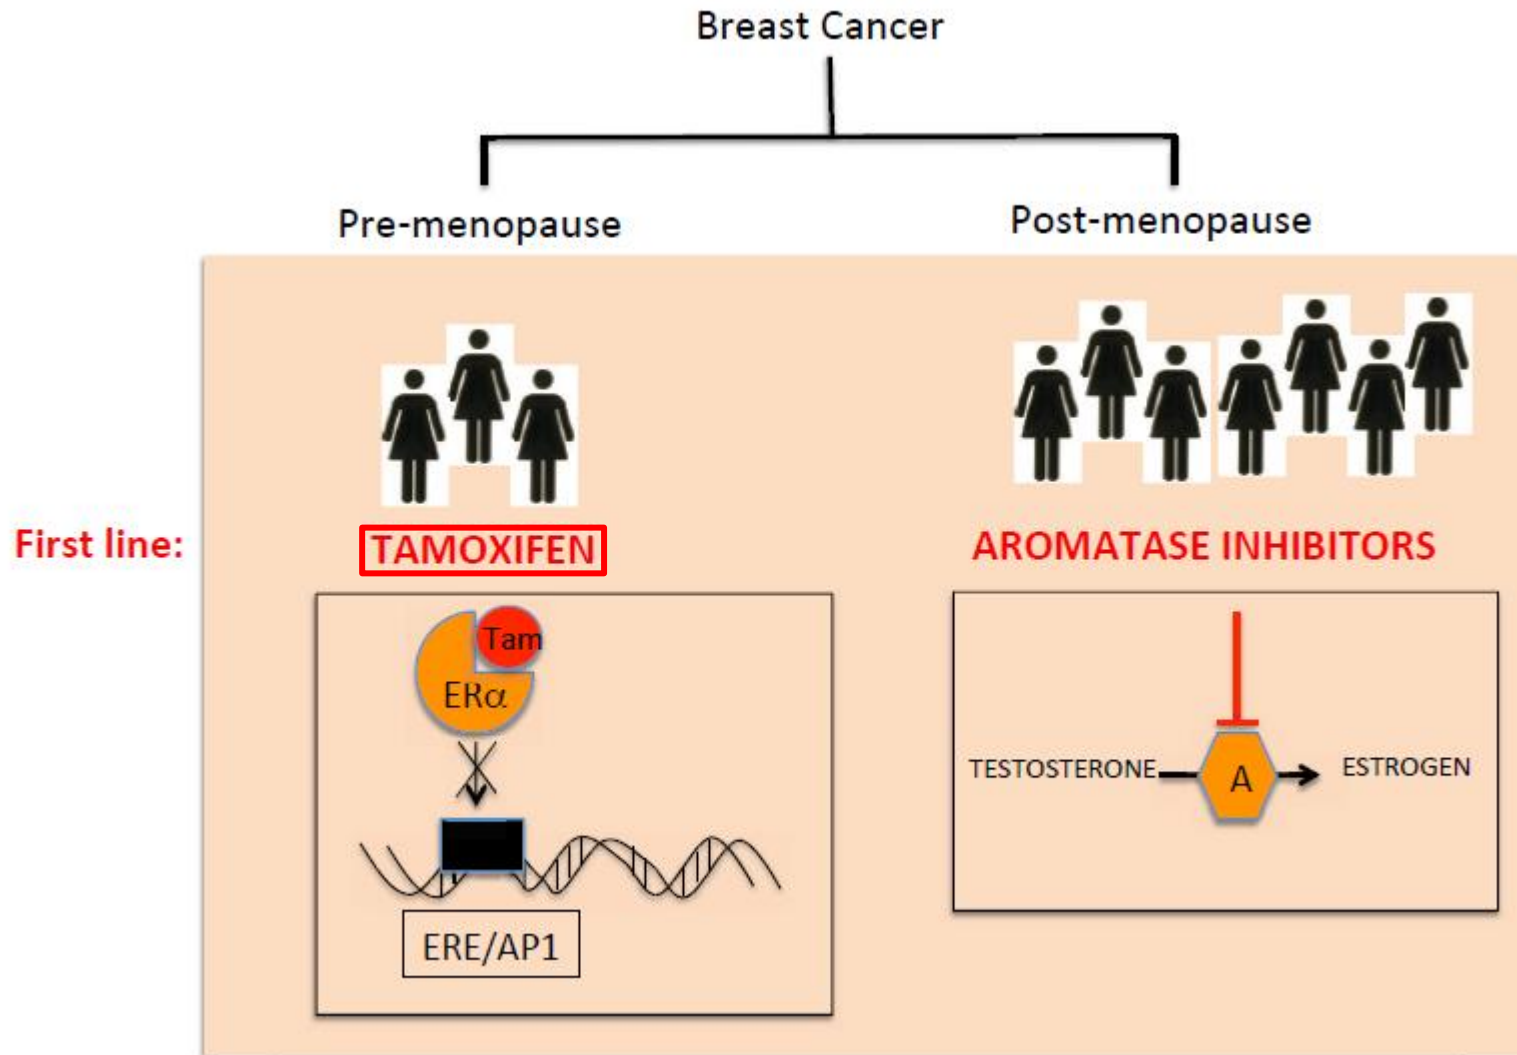 Breast Cancer
Pre-menopause
Post-menopause
First line:
TAMOXIFEN
AROMATASE INHIBITORS
Tam
ERα
ERE/AP1
TESTOSTERONE
A
ESTROGEN